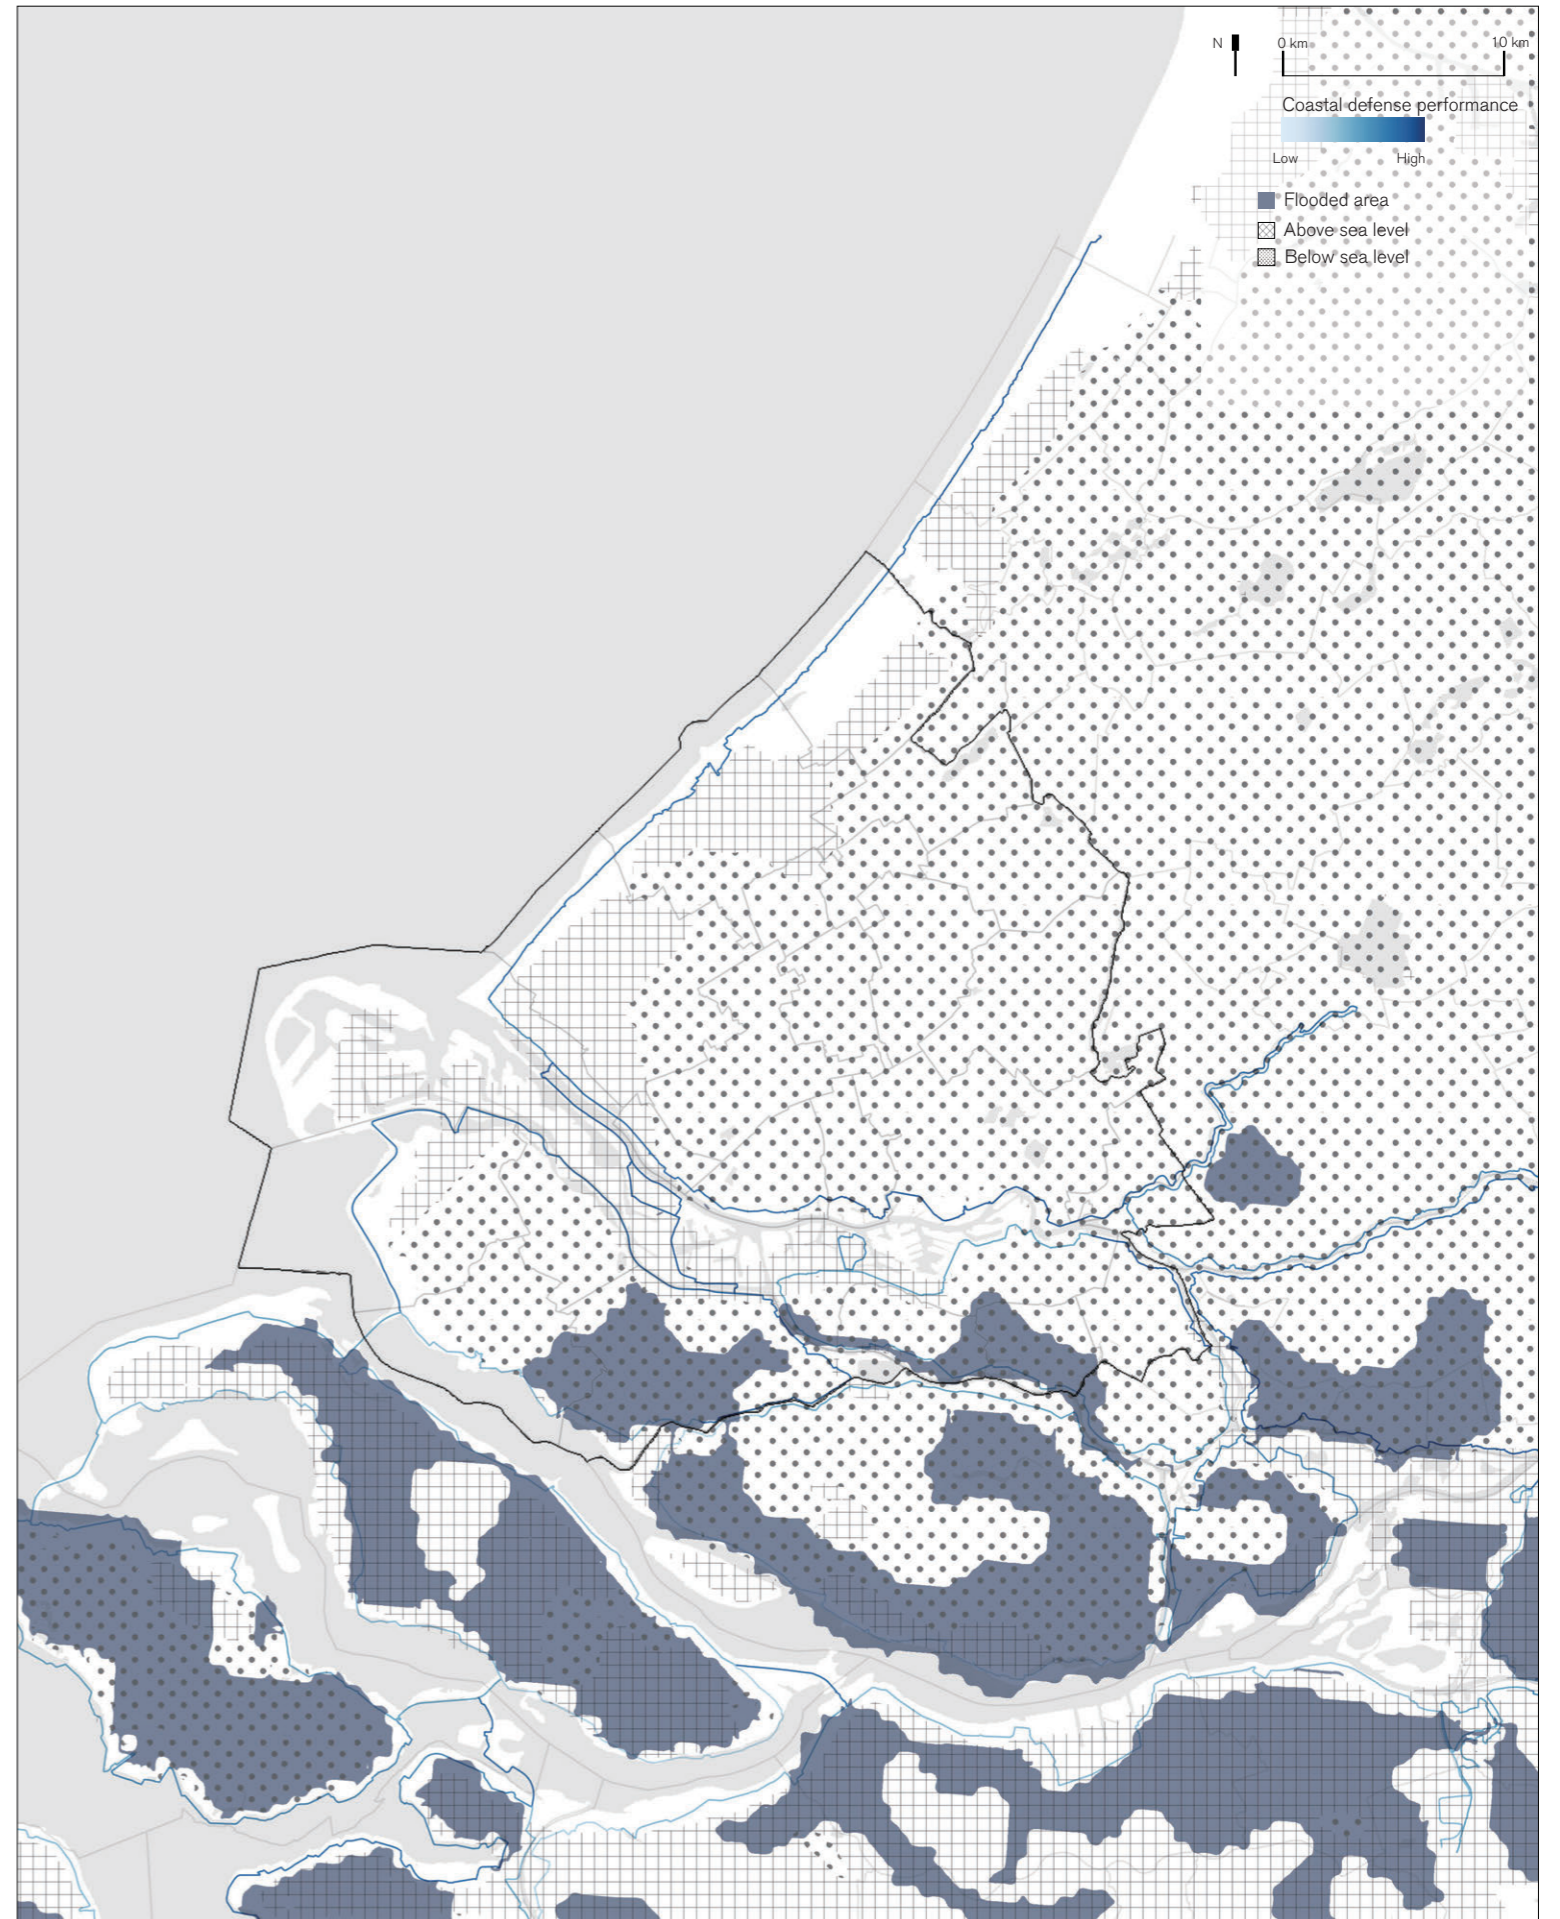 N 0 km 10 km
Coastal defense performance
Low High
Flooded area
Above sea level
Below sea level